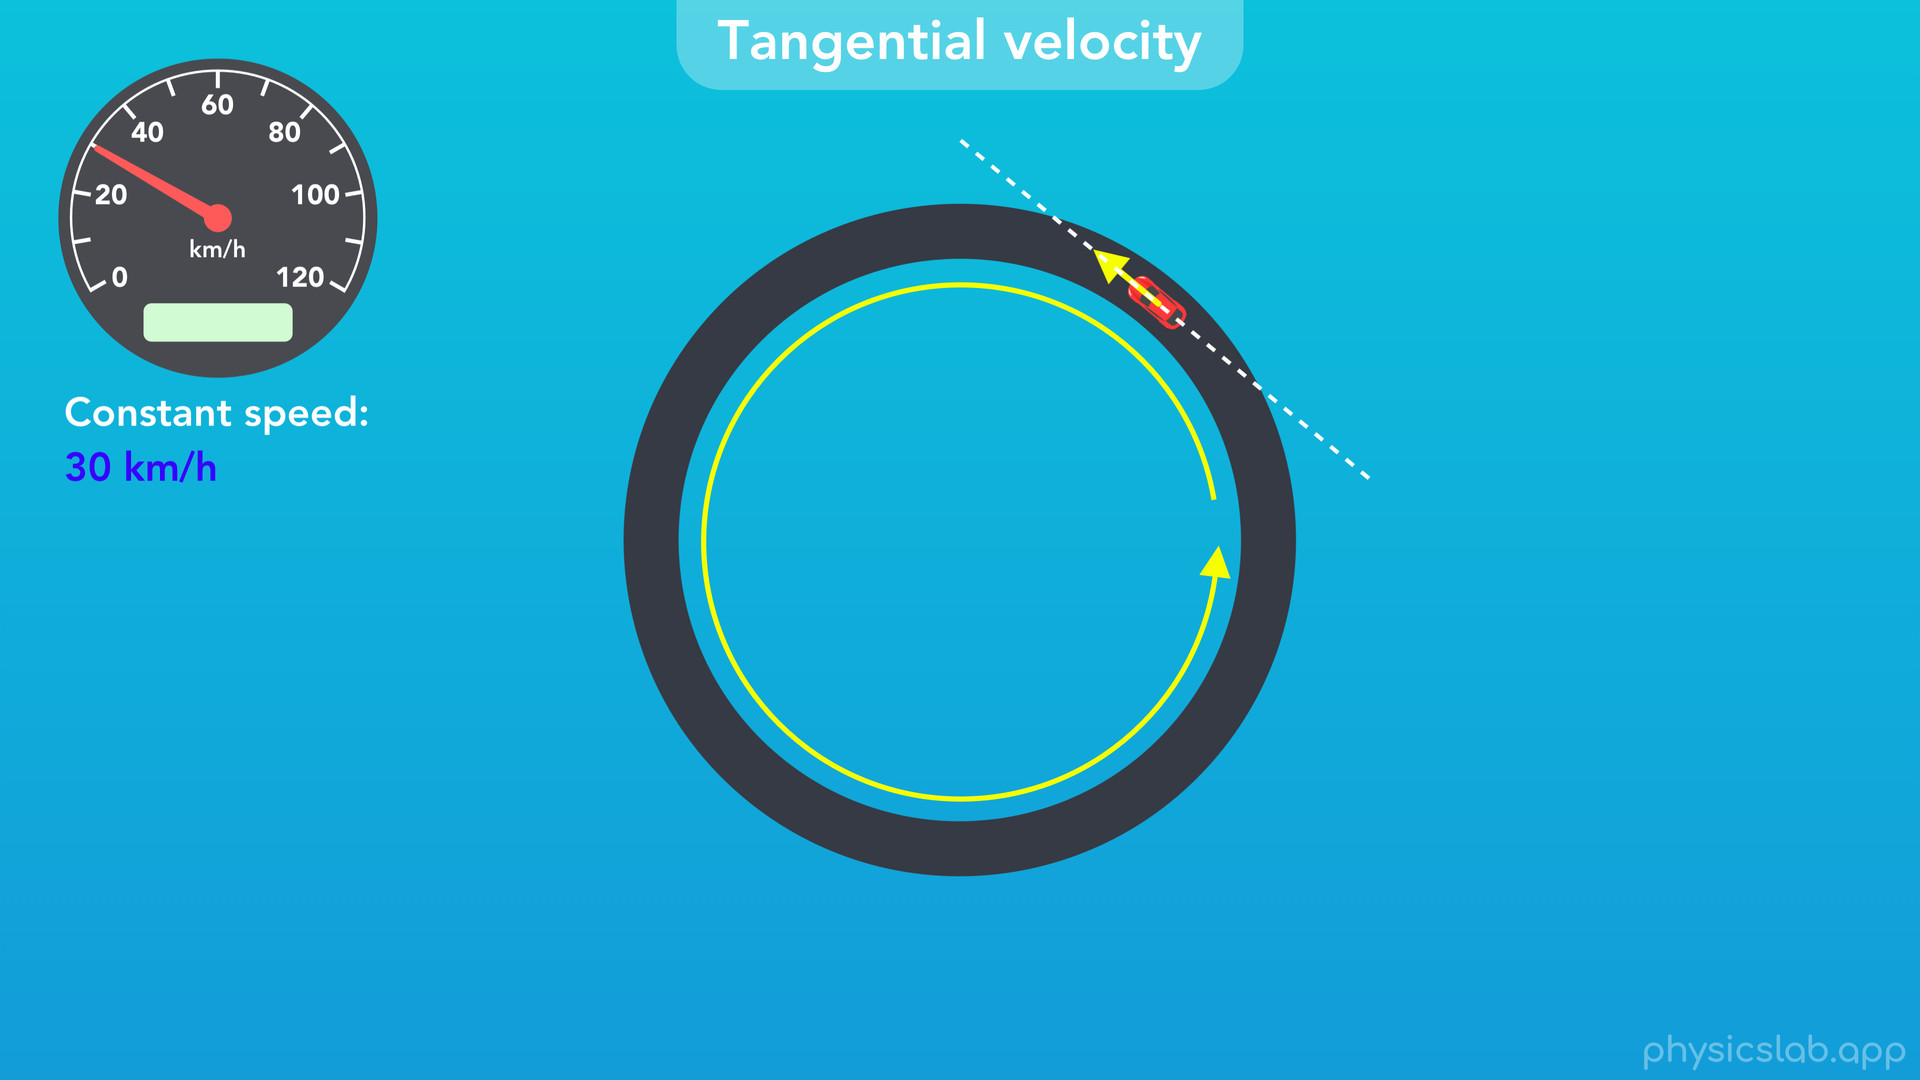 Tangential velocity
60
40
80
20
100
km/h
0
120
Constant speed:
30 km/h
physicslab.app